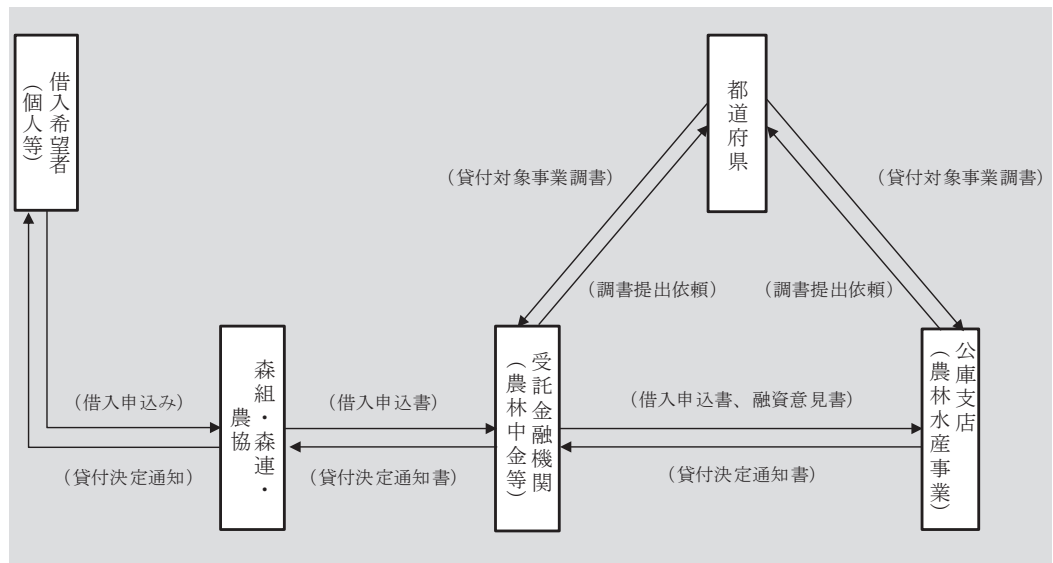 借入希望者
（個人等）
都道府県
（貸付対象事業調書）
（貸付対象事業調書）
（調書提出依頼）
（調書提出依頼）
森組・森連・
農協
受託金融機関
（農林中金等）
公庫支店
（農林水産事業）
（借入申込み）
（借入申込書）
（借入申込書、融資意見書）
（貸付決定通知）
（貸付決定通知書）
（貸付決定通知書）